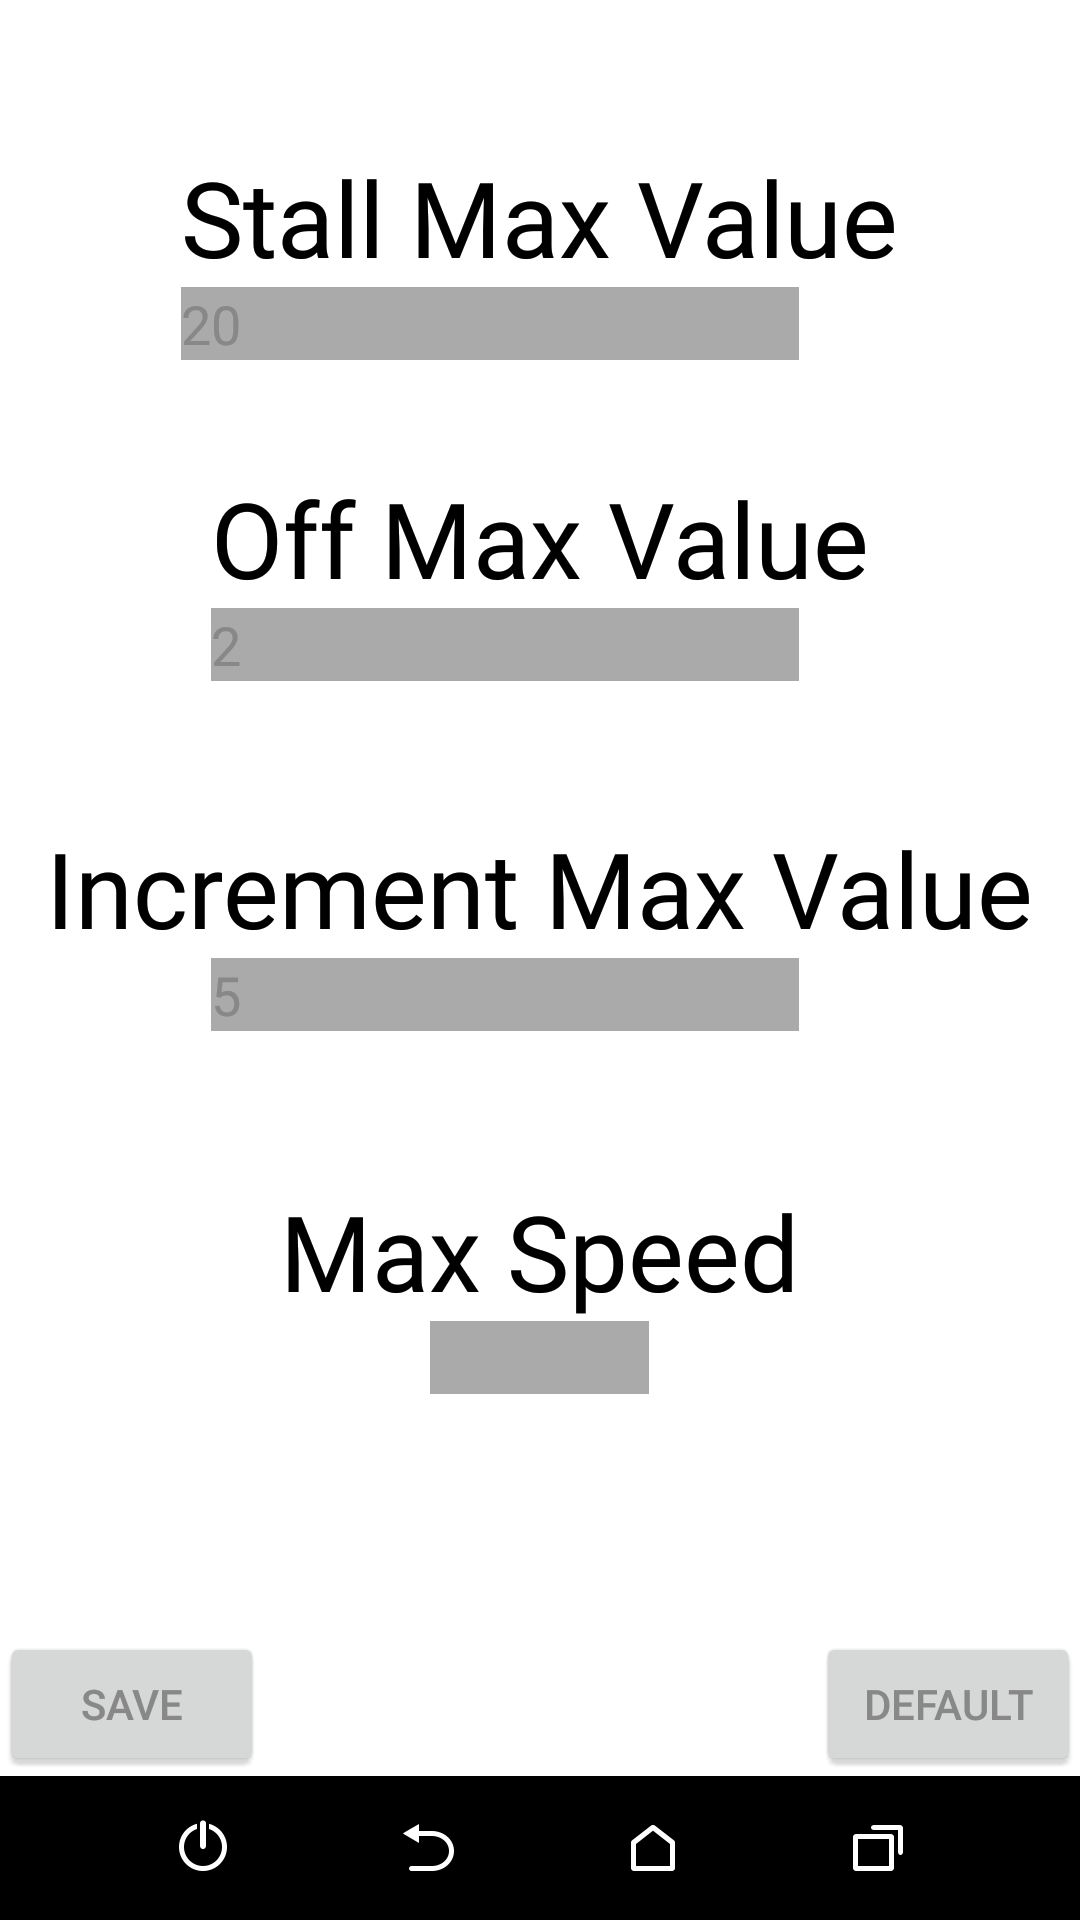 Stall Max Value
20
Off Max Value
2
Increment Max Value
5
Max Speed
SAVE
DEFAULT